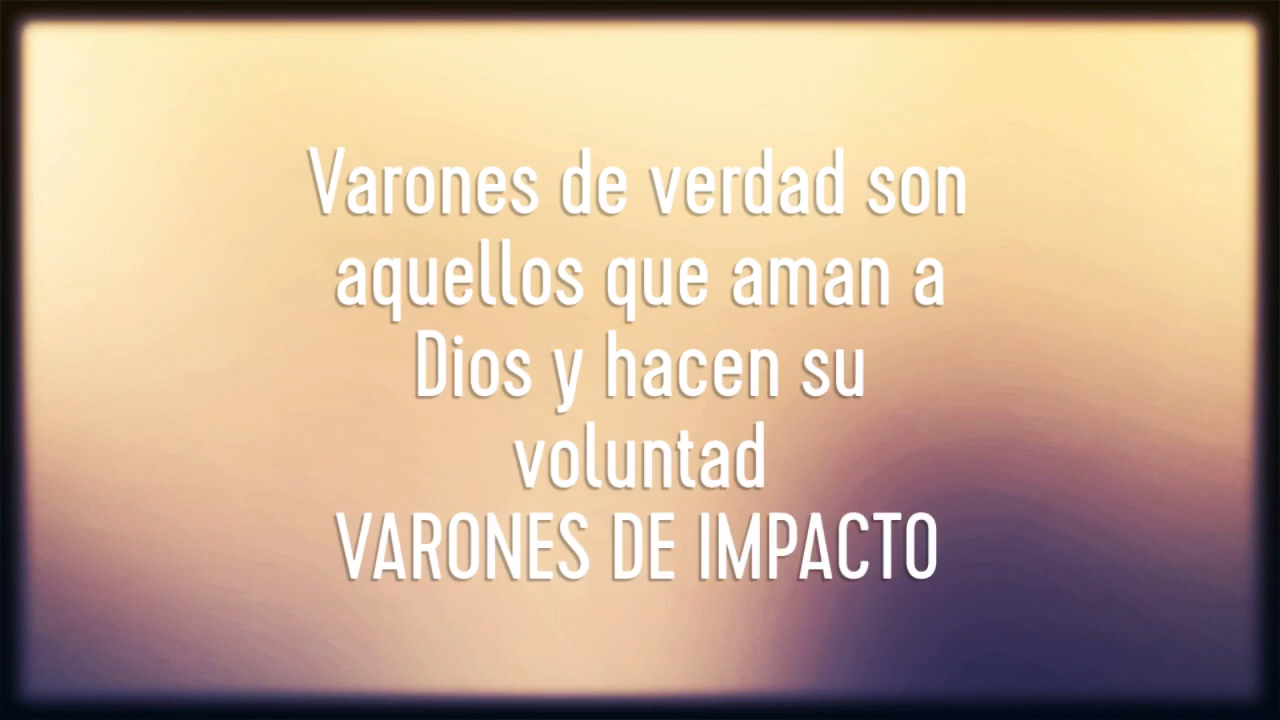 Varones de verdad son
aquellos que aman a
Dios y hacen su
voluntad
VARONES DE IMPACTO